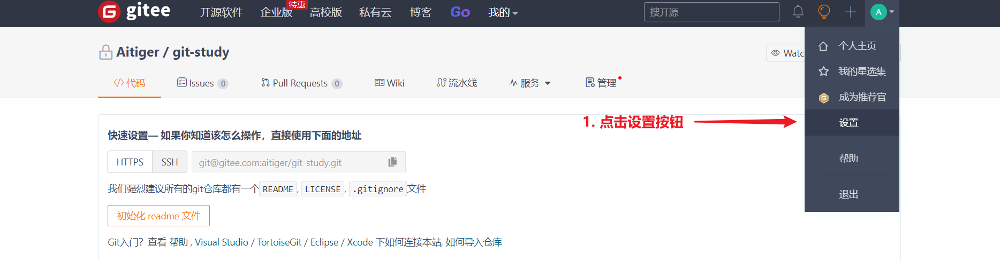 gitee
开源软件
企业版
特惠
高校版
私有云
博客
Go
我的
搜开源
A
Aitiger / git-study
Watc
个人主页
我的星选集
成为推荐官
设置
帮助
退出
代码
Issues 0
Pull Requests 0
Wiki
流水线
服务
管理
1. 点击设置按钮
快速设置— 如果你知道该怎么操作，直接使用下面的地址
HTTPS SSH git@gitee.com:aitiger/git-study.git
我们强烈建议所有的git仓库都有一个 README, LICENSE, .gitignore 文件
初始化 readme 文件
Git入门？查看 帮助 , Visual Studio / TortoiseGit / Eclipse / Xcode 下如何连接本站, 如何导入仓库